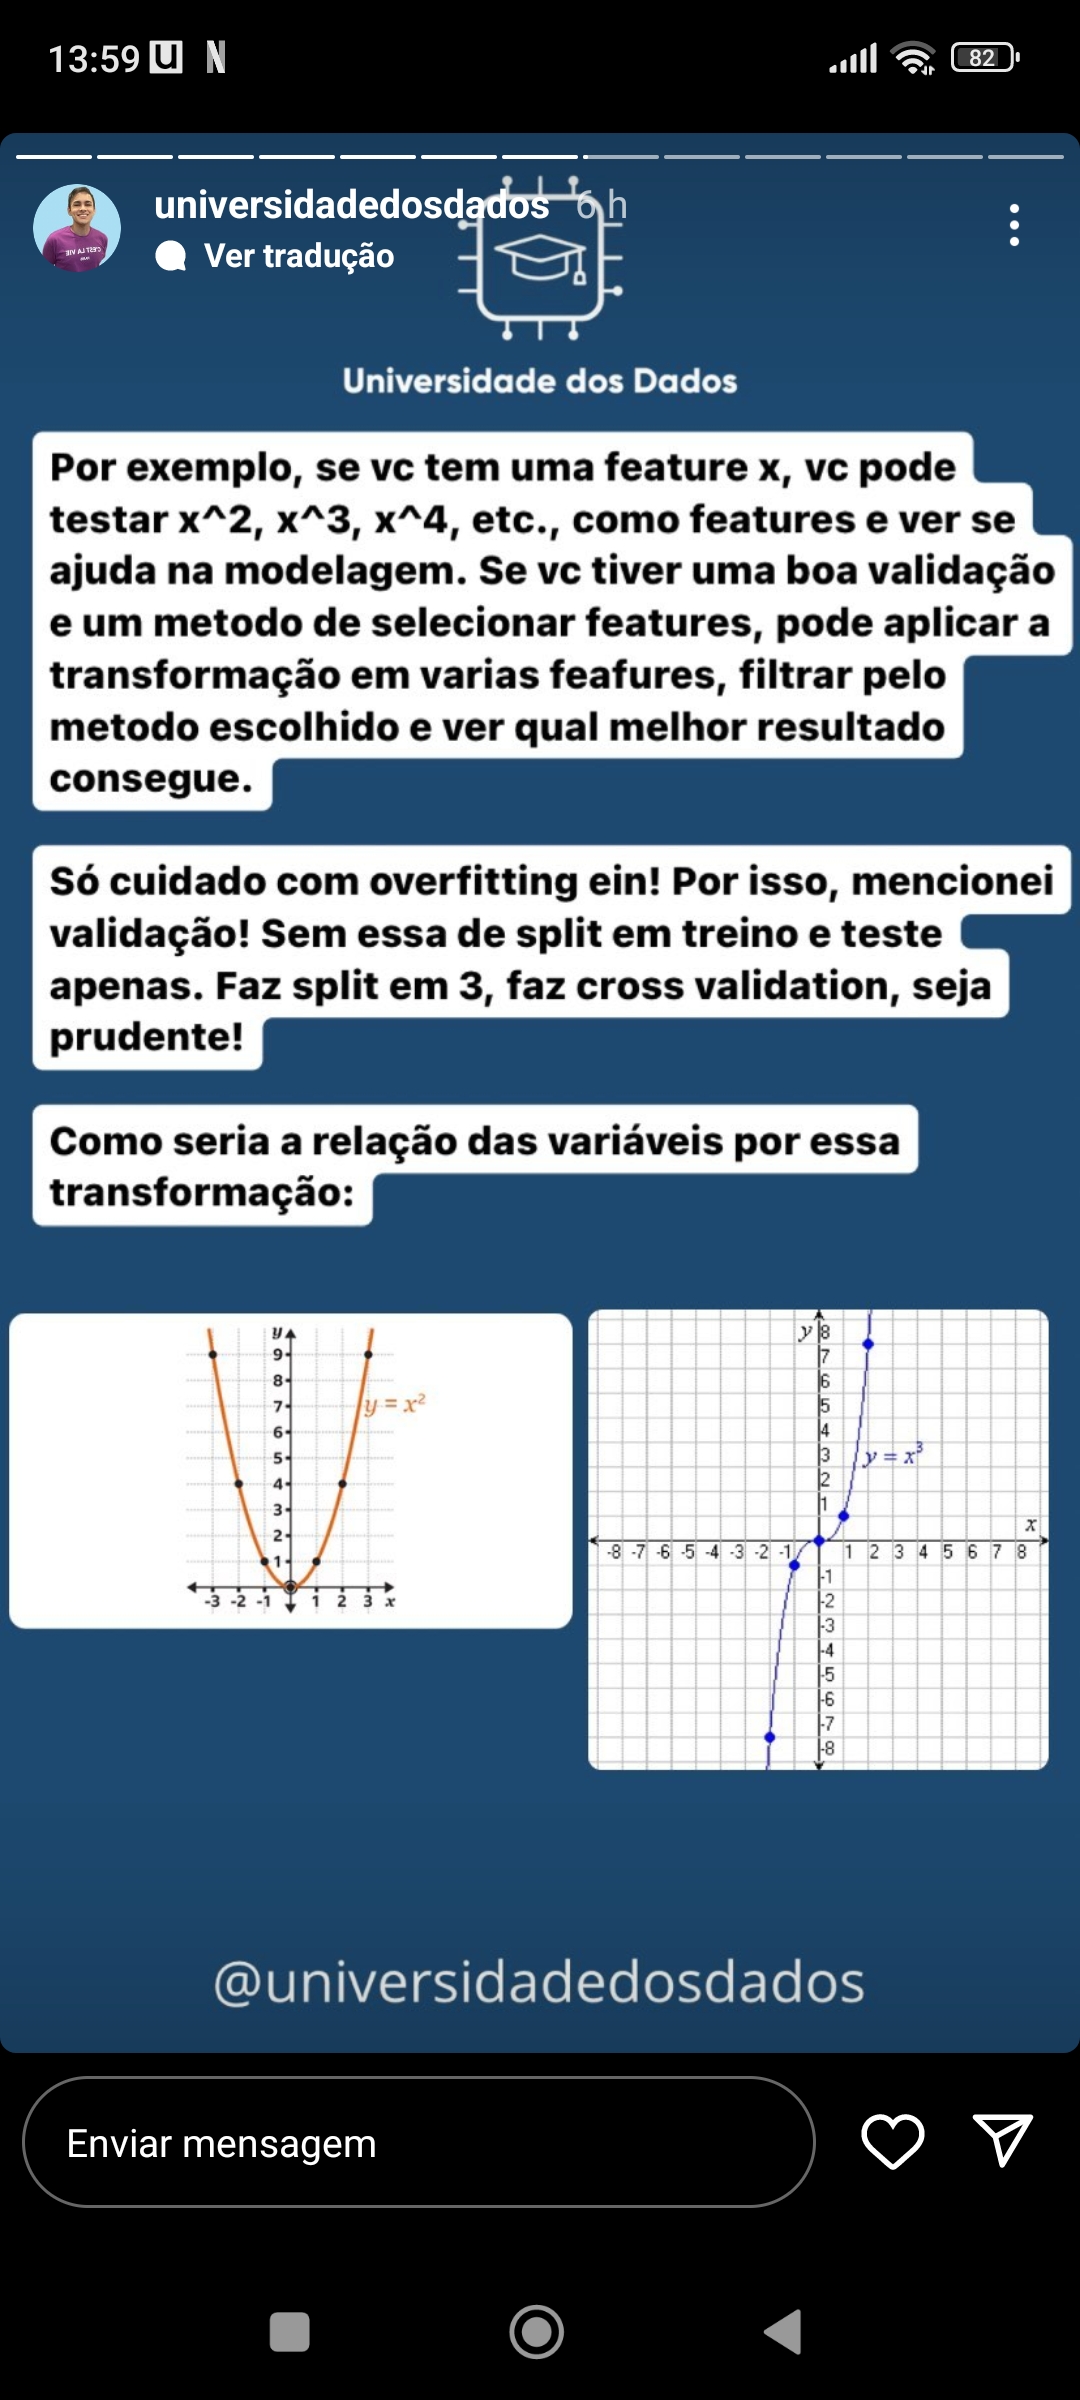 13:59
82
universidadedosdados 6 h
Ver tradução
Universidade dos Dados
Por exemplo, se vc tem uma feature x, vc pode
testar x^2, x^3, x^4, etc., como features e ver se
ajuda na modelagem. Se vc tiver uma boa validação
e um metodo de selecionar features, pode aplicar a
transformação em varias feafures, filtrar pelo
metodo escolhido e ver qual melhor resultado
consegue.
Só cuidado com overfitting ein! Por isso, mencionei
validação! Sem essa de split em treino e teste
apenas. Faz split em 3, faz cross validation, seja
prudente!
Como seria a relação das variáveis por essa
transformação:
y
9
8
7
y = x²
6
5
4
3
2
1
-3 -2 -1 1 2 3 x
y 8
7
6
5
4
3
y = x³
2
1
x
-8 -7 -6 -5 -4 -3 -2 -1 1 2 3 4 5 6 7 8
-1
-2
-3
-4
-5
-6
-7
-8
@universidadedosdados
Enviar mensagem